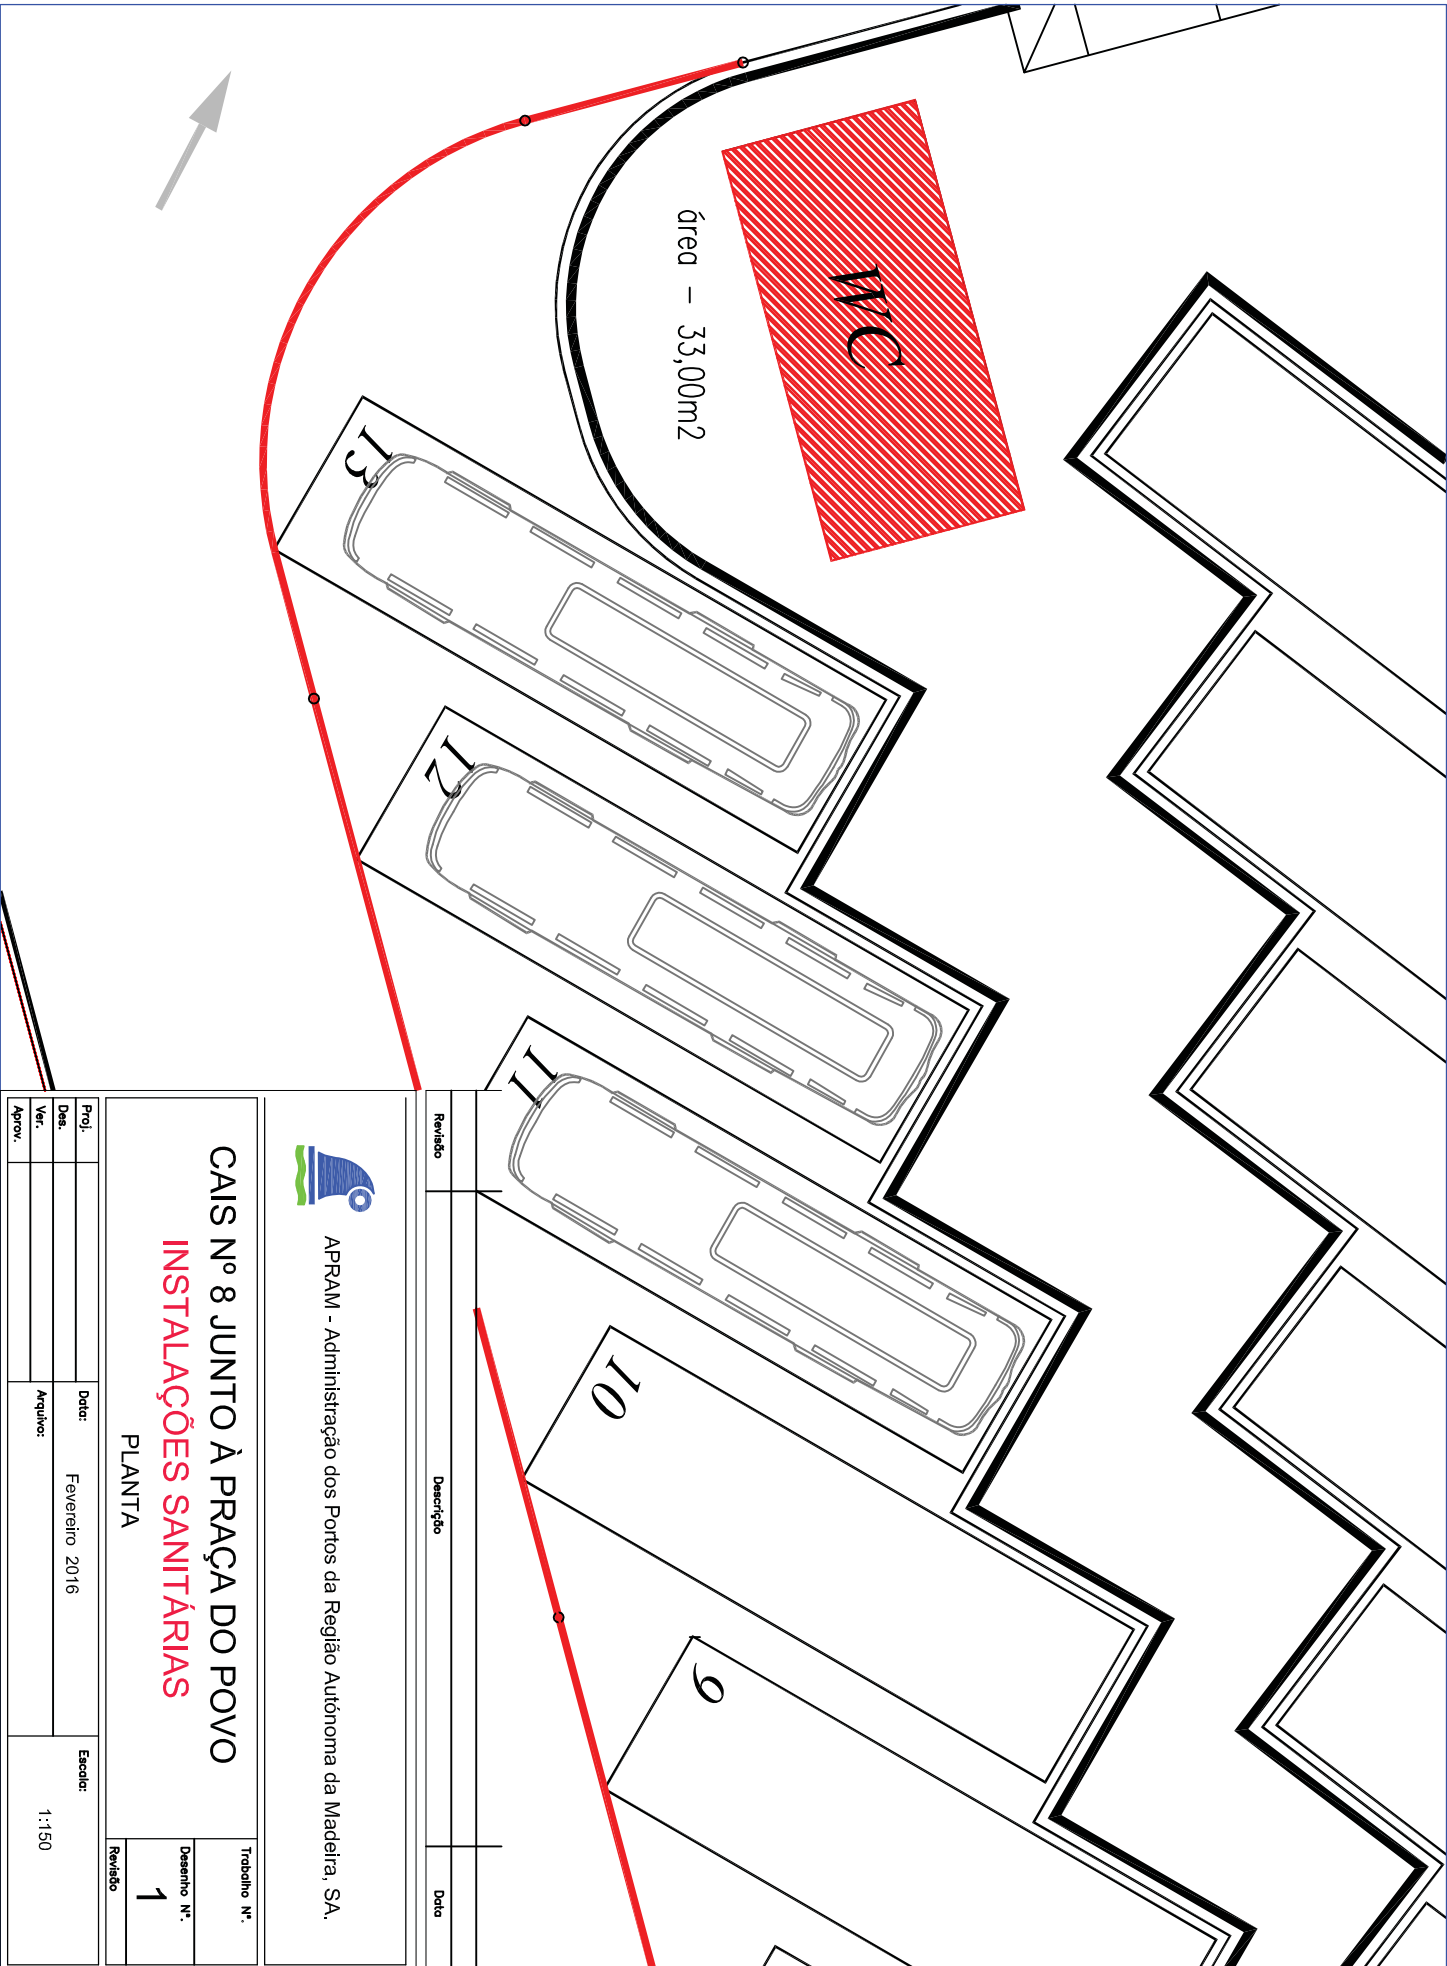 WC
área - 33,00m2
13
12
11
10
9
Revisão
Descrição
Data
APRAM - Administração dos Portos da Região Autónoma da Madeira, SA.
CAIS Nº 8 JUNTO À PRAÇA DO POVO
INSTALAÇÕES SANITÁRIAS
PLANTA
Trabalho Nº.
Desenho Nº.
1
Revisão
Proj.
Des.
Ver.
Aprov.
Data:
Fevereiro 2016
Arquivo:
Escala:
1:150